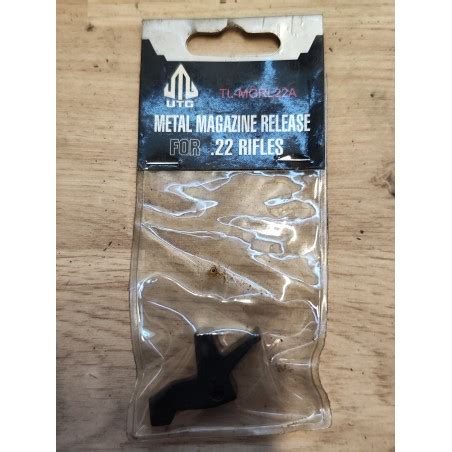 TL-MGRL22A
UTG
METAL MAGAZINE RELEASE
FOR .22 RIFLES